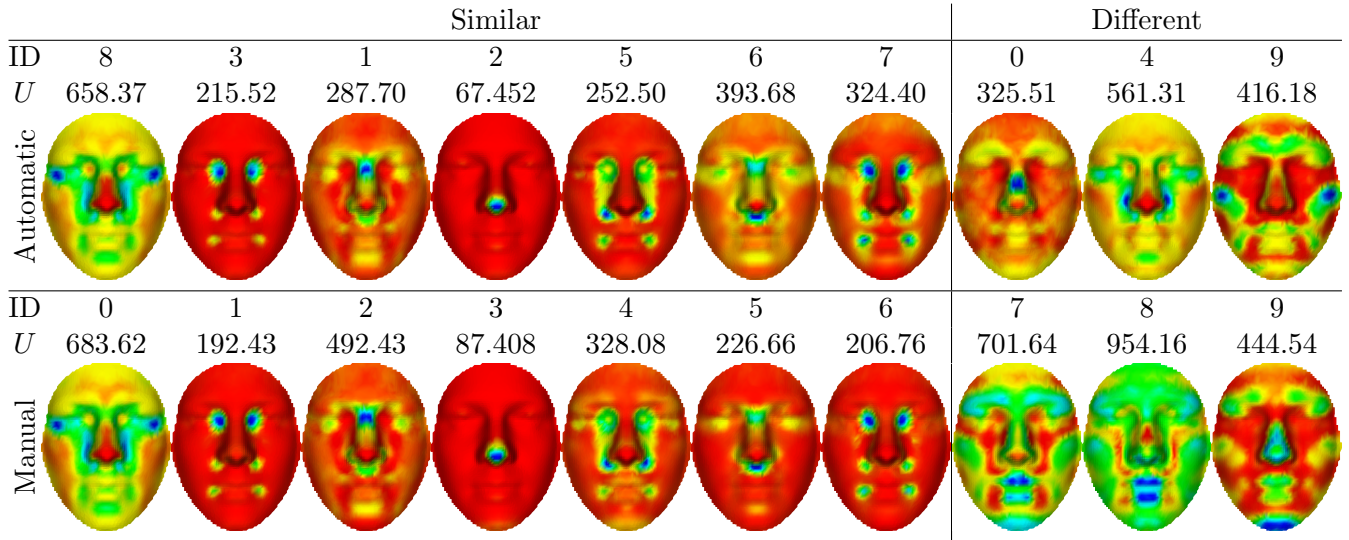 Similar Different
ID 8 3 1 2 5 6 7 0 4 9
U 658.37 215.52 287.70 67.452 252.50 393.68 324.40 325.51 561.31 416.18
Automatic
ID 0 1 2 3 4 5 6 7 8 9
U 683.62 192.43 492.43 87.408 328.08 226.66 206.76 701.64 954.16 444.54
Manual